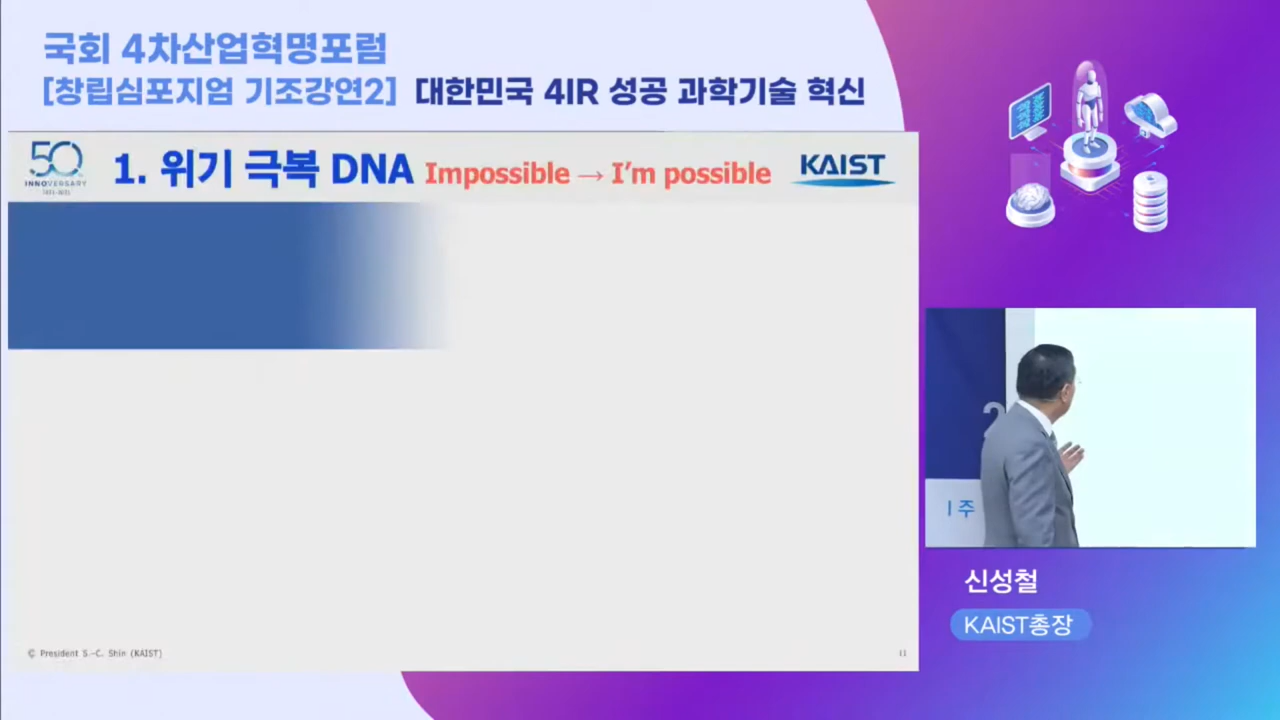 국회 4차산업혁명포럼
[창립심포지엄 기조강연2] 대한민국 4IR 성공 과학기술 혁신
50
INNOVERSARY
1971-2021
1. 위기 극복 DNA Impossible → I'm possible
KAIST
2
I 주
신성철
KAIST총장
© President S.-C. Shin (KAIST)
11